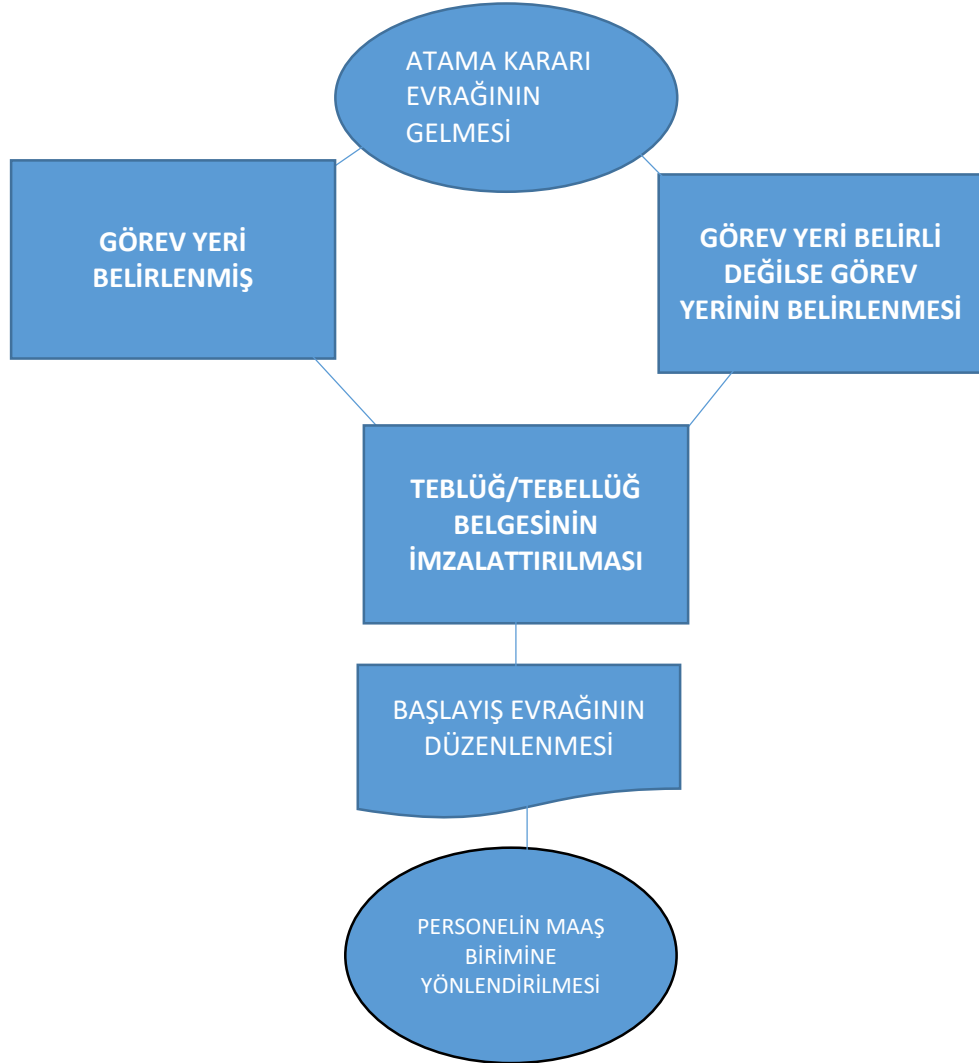 ATAMA KARARI
EVRAĞININ
GELMESİ
GÖREV YERİ
BELİRLENMİŞ
GÖREV YERİ BELİRLİ
DEĞİLSE GÖREV
YERİNİN BELİRLENMESİ
TEBLÜĞ/TEBELLÜĞ
BELGESİNİN
İMZALATTIRILMASI
BAŞLAYIŞ EVRAĞININ
DÜZENLENMESİ
PERSONELİN MAAŞ
BİRİMİNE
YÖNLENDİRİLMESİ